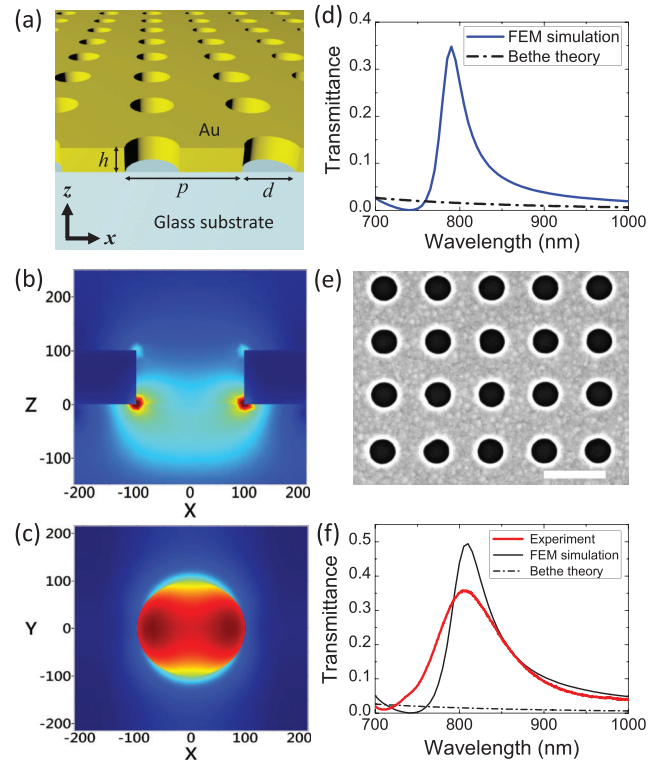 (a)
Au
h
p
d
z
x
Glass substrate
(b)
200
100
Z
0
-100
-200
-100
0
100
200
X
(c)
200
100
Y
0
-100
-200
-200
-100
0
100
200
X
(d)
FEM simulation
Bethe theory
Transmittance
0.4
0.3
0.2
0.1
0.0
700
800
900
1000
Wavelength (nm)
(e)
(f)
Experiment
FEM simulation
Bethe theory
Transmittance
0.5
0.4
0.3
0.2
0.1
0.0
700
800
900
1000
Wavelength (nm)